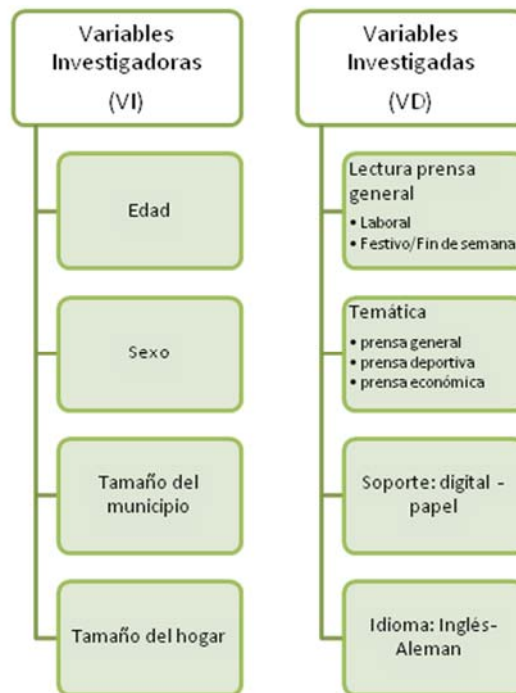 Variables
Investigadoras
(VI)
Edad
Sexo
Tamaño del
municipio
Tamaño del hogar
Variables
Investigadas
(VD)
Lectura prensa
general
• Laboral
• Festivo/Fin de semana
Temática
• prensa general
• prensa deportiva
• prensa económica
Soporte: digital -
papel
Idioma: Inglés-
Aleman